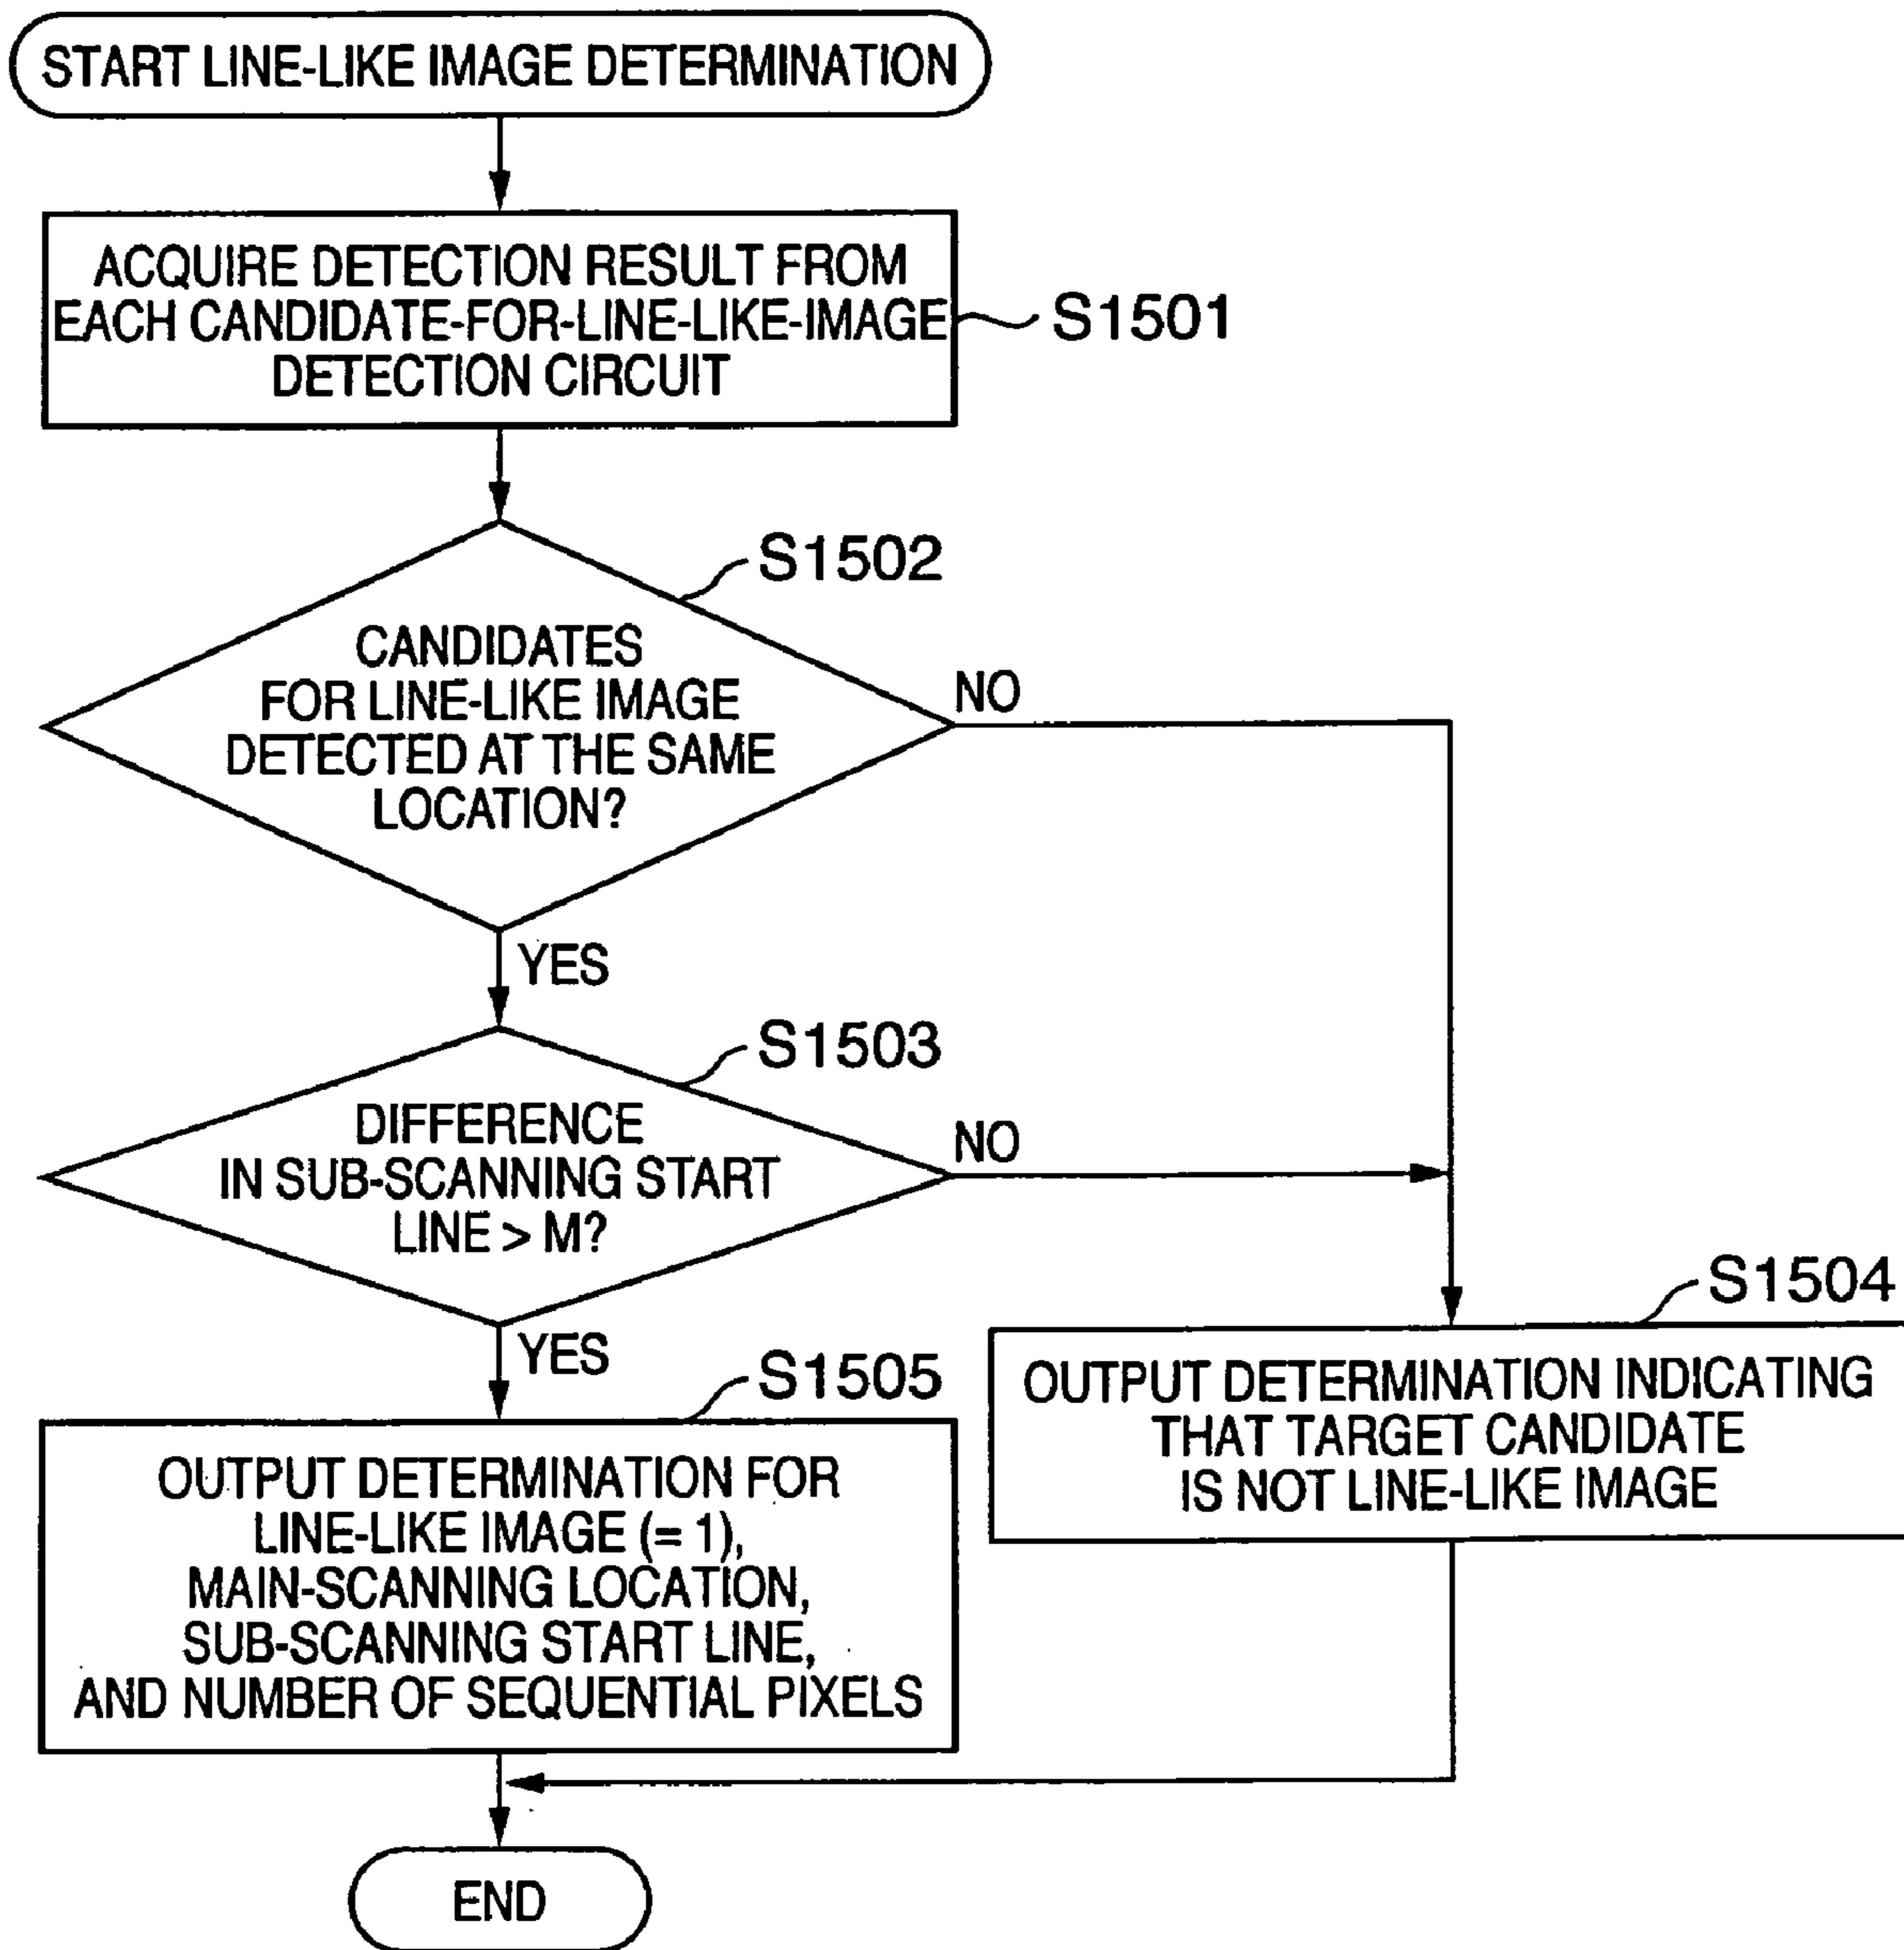 START LINE-LIKE IMAGE DETERMINATION
ACQUIRE DETECTION RESULT FROM
EACH CANDIDATE-FOR-LINE-LIKE-IMAGE
DETECTION CIRCUIT
S1501
S1502
CANDIDATES
FOR LINE-LIKE IMAGE
DETECTED AT THE SAME
LOCATION?
NO
YES
S1503
DIFFERENCE
IN SUB-SCANNING START
LINE > M?
NO
YES
S1504
OUTPUT DETERMINATION INDICATING
THAT TARGET CANDIDATE
IS NOT LINE-LIKE IMAGE
S1505
OUTPUT DETERMINATION FOR
LINE-LIKE IMAGE (= 1),
MAIN-SCANNING LOCATION,
SUB-SCANNING START LINE,
AND NUMBER OF SEQUENTIAL PIXELS
END